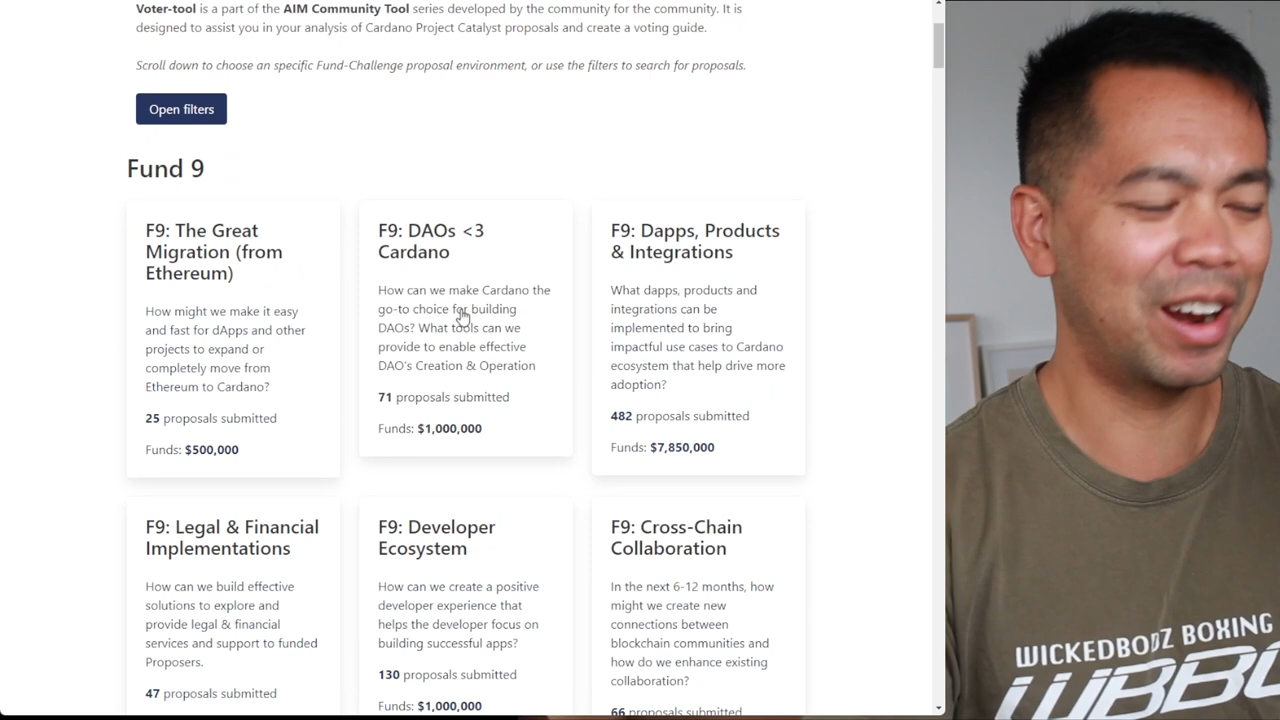 Voter-tool is a part of the AIM Community Tool series developed by the community for the community. It is
designed to assist you in your analysis of Cardano Project Catalyst proposals and create a voting guide.
Scroll down to choose an specific Fund-Challenge proposal environment, or use the filters to search for proposals.
Open filters
Fund 9
F9: The Great
Migration (from
Ethereum)
How might we make it easy
and fast for dApps and other
projects to expand or
completely move from
Ethereum to Cardano?
25 proposals submitted
Funds: $500,000
F9: DAOs <3
Cardano
How can we make Cardano the
go-to choice for building
DAOs? What tools can we
provide to enable effective
DAO's Creation & Operation
71 proposals submitted
Funds: $1,000,000
F9: Dapps, Products
& Integrations
What dapps, products and
integrations can be
implemented to bring
impactful use cases to Cardano
ecosystem that help drive more
adoption?
482 proposals submitted
Funds: $7,850,000
F9: Legal & Financial
Implementations
How can we build effective
solutions to explore and
provide legal & financial
services and support to funded
Proposers.
47 proposals submitted
F9: Developer
Ecosystem
How can we create a positive
developer experience that
helps the developer focus on
building successful apps?
130 proposals submitted
Funds: $1,000,000
F9: Cross-Chain
Collaboration
In the next 6-12 months, how
might we create new
connections between
blockchain communities and
how do we enhance existing
collaboration?
66 proposals submitted
WICKEDBODZ BOXING